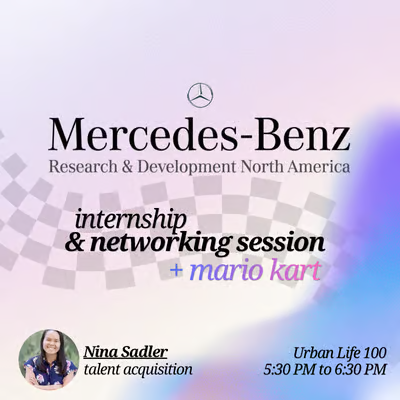 Mercedes-Benz
Research & Development North America
internship
& networking session
+ mario kart
Nina Sadler
talent acquisition
Urban Life 100
5:30 PM to 6:30 PM